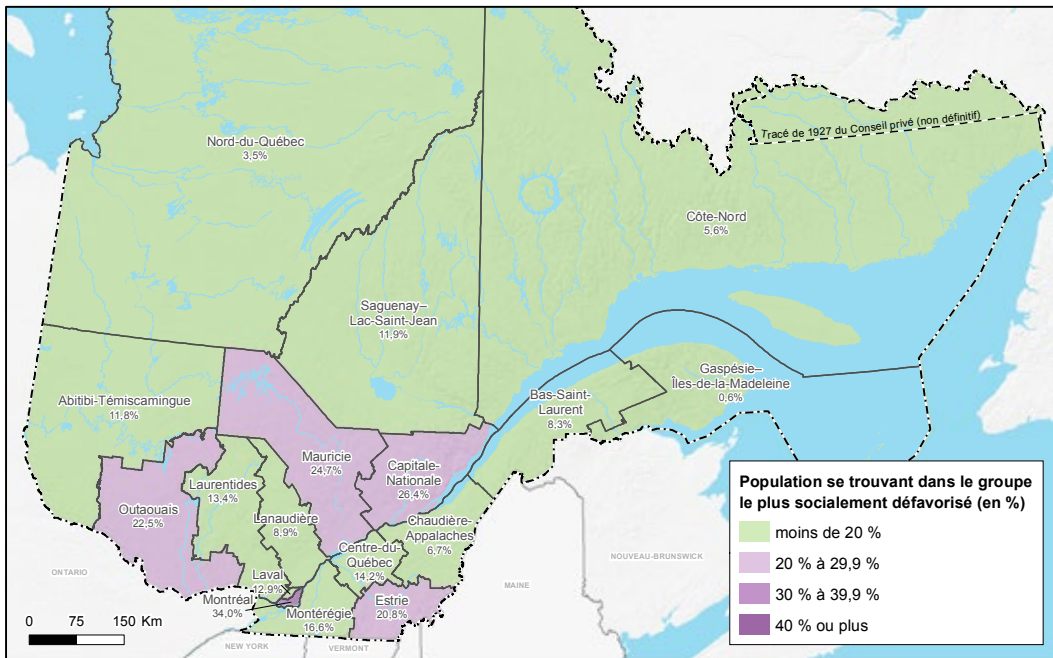 Tracé de 1927 du Conseil privé (non définitif)
Nord-du-Québec
3,5%
Côte-Nord
5,6%
Saguenay–
Lac-Saint-Jean
11,9%
Gaspésie–
Îles-de-la-Madeleine
0,6%
Bas-Saint-
Laurent
8,3%
Abitibi-Témiscamingue
11,8%
Mauricie
24,7%
Capitale-
Nationale
26,4%
Laurentides
13,4%
Outaouais
22,5%
Lanaudière
8,9%
Chaudière-
Appalaches
6,7%
Centre-du-
Québec
14,2%
Laval
12,9%
Montréal
34,0%
Montérégie
16,6%
Estrie
20,8%
ONTARIO
NEW YORK
VERMONT
MAINE
NOUVEAU-BRUNSWICK
0 75 150 Km
Population se trouvant dans le groupe
le plus socialement défavorisé (en %)
moins de 20 %
20 % à 29,9 %
30 % à 39,9 %
40 % ou plus